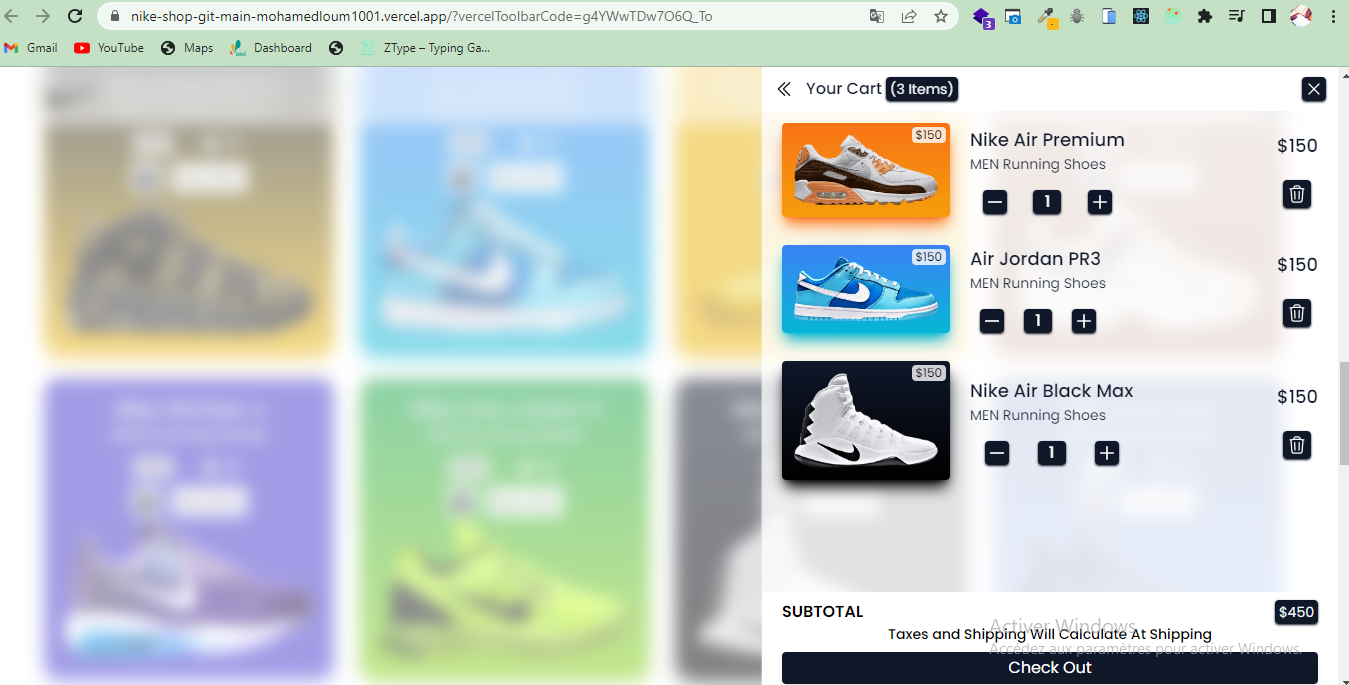 nike-shop-git-main-mohamedloum1001.vercel.app/?vercelToolbarCode=g4YWwTDw7O6Q_To
3
Gmail YouTube Maps Dashboard ZType – Typing Ga...
Your Cart (3 Items)
$150
Nike Air Premium
MEN Running Shoes
$150
1
$150
Air Jordan PR3
MEN Running Shoes
$150
1
$150
Nike Air Black Max
MEN Running Shoes
$150
1
SUBTOTAL $450
Taxes and Shipping Will Calculate At Shipping
Check Out
Activer Windows
Accédez aux paramètres pour activer Windows.